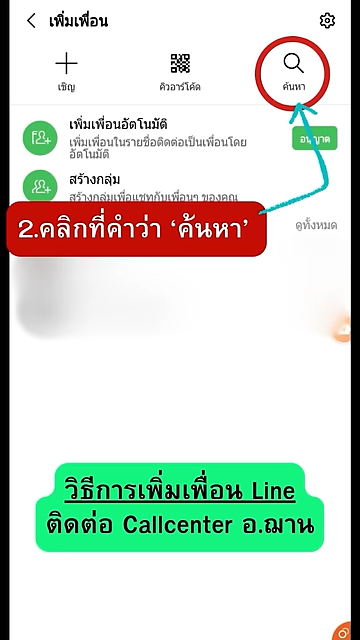 เพิ่มเพื่อน
เชิญ
คิวอาร์โค้ด
ค้นหา
เพิ่มเพื่อนอัตโนมัติ
เพิ่มเพื่อนในรายชื่อติดต่อเป็นเพื่อนโดย
อัตโนมัติ
อนุญาต
สร้างกลุ่ม
สร้างกลุ่มเพื่อแชทกับเพื่อนๆ ของคุณ
2.คลิกที่คำว่า ‘ค้นหา’
ดูทั้งหมด
วิธีการเพิ่มเพื่อน Line
ติดต่อ Callcenter อ.ฌาน